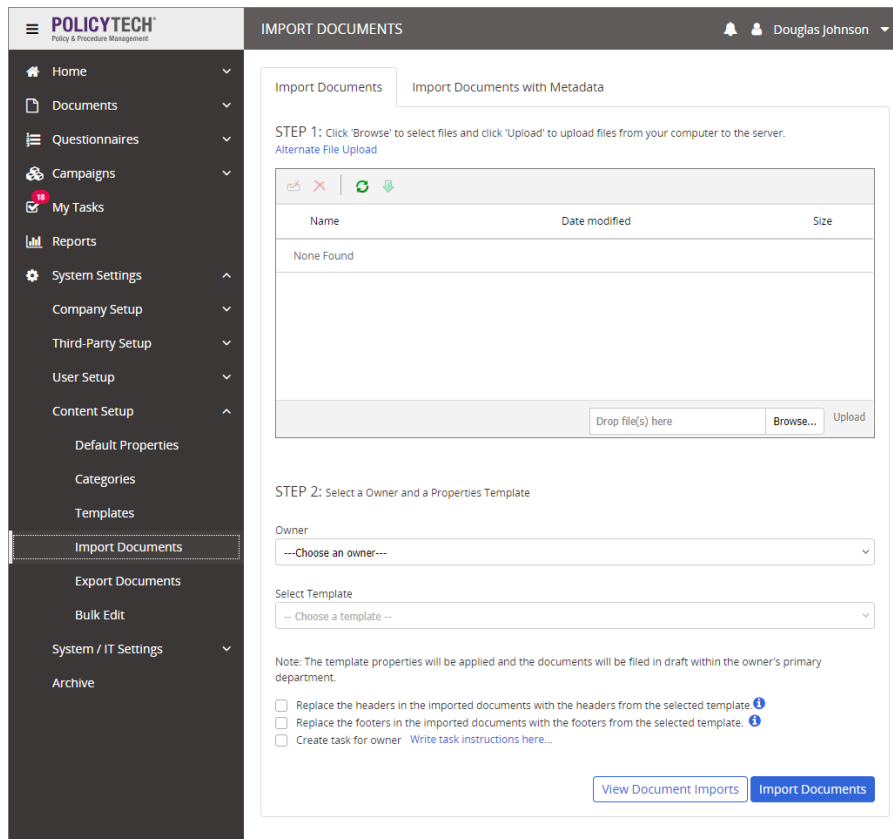 POLICYTECH®
Policy & Procedure Management
IMPORT DOCUMENTS
Douglas Johnson
Home
Documents
Questionnaires
Campaigns
18
My Tasks
Reports
System Settings
Company Setup
Third-Party Setup
User Setup
Content Setup
Default Properties
Categories
Templates
Import Documents
Export Documents
Bulk Edit
System / IT Settings
Archive
Import Documents
Import Documents with Metadata
STEP 1: Click 'Browse' to select files and click 'Upload' to upload files from your computer to the server.
Alternate File Upload
Name Date modified Size
None Found
Drop file(s) here Browse... Upload
STEP 2: Select a Owner and a Properties Template
Owner
---Choose an owner---
Select Template
-- Choose a template --
Note: The template properties will be applied and the documents will be filed in draft within the owner's primary
department.
Replace the headers in the imported documents with the headers from the selected template.
Replace the footers in the imported documents with the footers from the selected template.
Create task for owner Write task instructions here...
View Document Imports Import Documents